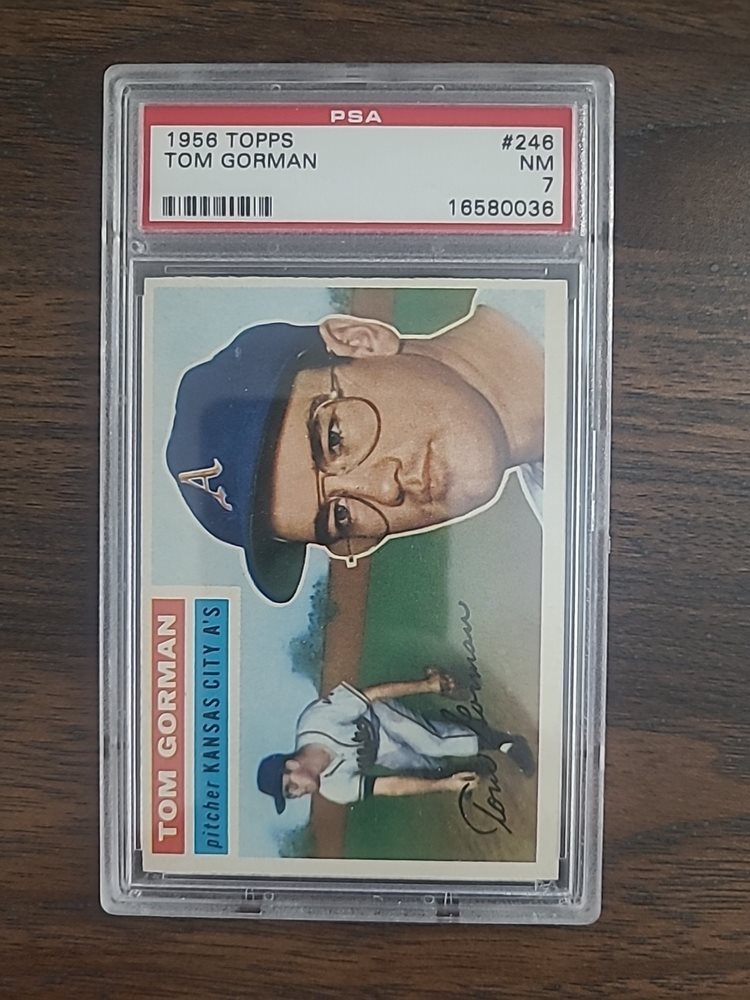 PSA
1956 TOPPS #246
TOM GORMAN NM
7
16580036
A
TOM GORMAN
pitcher KANSAS CITY A'S
Tom Gorman